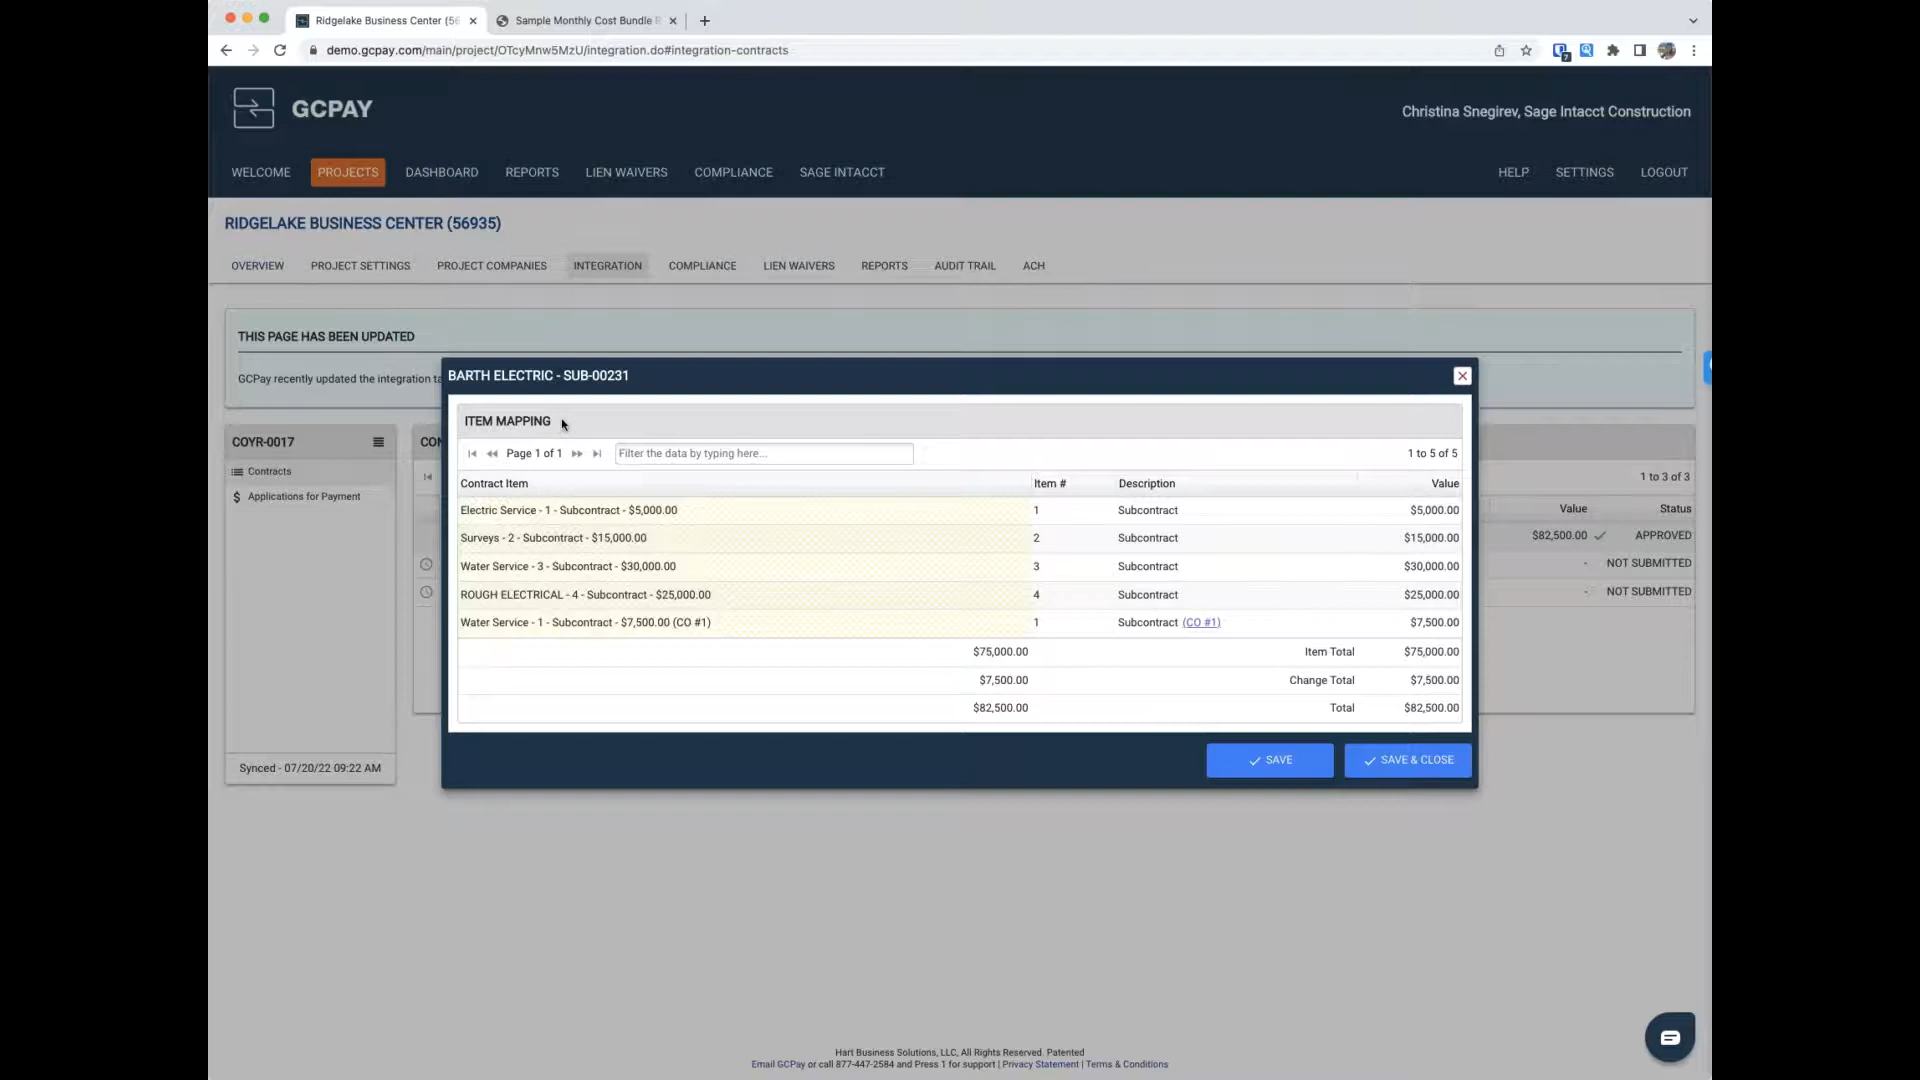 Ridgelake Business Center (56
Sample Monthly Cost Bundle R
demo.gcpay.com/main/project/OTcyMnw5MzU/integration.do#integration-contracts
7
GCPAY
Christina Snegirev, Sage Intacct Construction
WELCOME PROJECTS DASHBOARD REPORTS LIEN WAIVERS COMPLIANCE SAGE INTACCT HELP SETTINGS LOGOUT
RIDGELAKE BUSINESS CENTER (56935)
OVERVIEW PROJECT SETTINGS PROJECT COMPANIES INTEGRATION COMPLIANCE LIEN WAIVERS REPORTS AUDIT TRAIL ACH
THIS PAGE HAS BEEN UPDATED
GCPay recently updated the integration ta
COYR-0017
Contracts
$ Applications for Payment
Synced - 07/20/22 09:22 AM
CON
BARTH ELECTRIC - SUB-00231
ITEM MAPPING
Page 1 of 1 Filter the data by typing here... 1 to 5 of 5
Contract Item Item # Description Value
Electric Service - 1 - Subcontract - $5,000.00 1 Subcontract $5,000.00
Surveys - 2 - Subcontract - $15,000.00 2 Subcontract $15,000.00
Water Service - 3 - Subcontract - $30,000.00 3 Subcontract $30,000.00
ROUGH ELECTRICAL - 4 - Subcontract - $25,000.00 4 Subcontract $25,000.00
Water Service - 1 - Subcontract - $7,500.00 (CO #1) 1 Subcontract (CO #1) $7,500.00
$75,000.00 Item Total $75,000.00
$7,500.00 Change Total $7,500.00
$82,500.00 Total $82,500.00
SAVE SAVE & CLOSE
1 to 3 of 3
Value Status
$82,500.00 APPROVED
- NOT SUBMITTED
- NOT SUBMITTED
Hart Business Solutions, LLC, All Rights Reserved. Patented
Email GCPay or call 877-447-2584 and Press 1 for support | Privacy Statement | Terms & Conditions